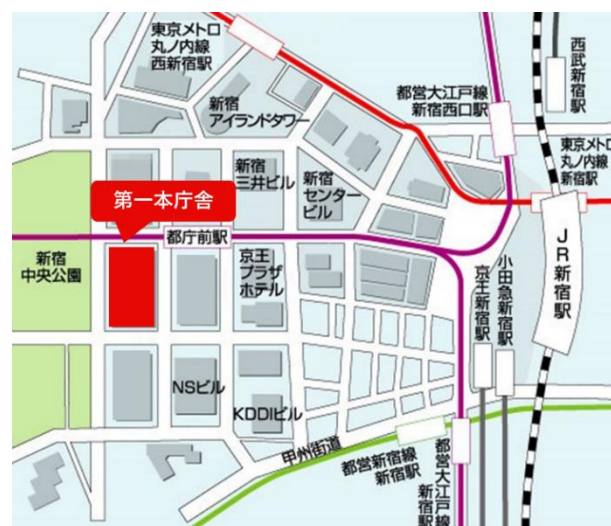 東京メトロ
丸ノ内線
西新宿駅
新宿
アイランドタワー
都営大江戸線
新宿西口駅
西武新宿駅
東京メトロ
丸ノ内線
新宿駅
新宿
三井ビル
新宿
センター
ビル
第一本庁舎
都庁前駅
新宿
中央公園
京王
プラザ
ホテル
JR新宿駅
小田急新宿駅
京王新宿駅
NSビル
KDDIビル
甲州街道
都営新宿線
新宿駅
都営大江戸線
新宿駅